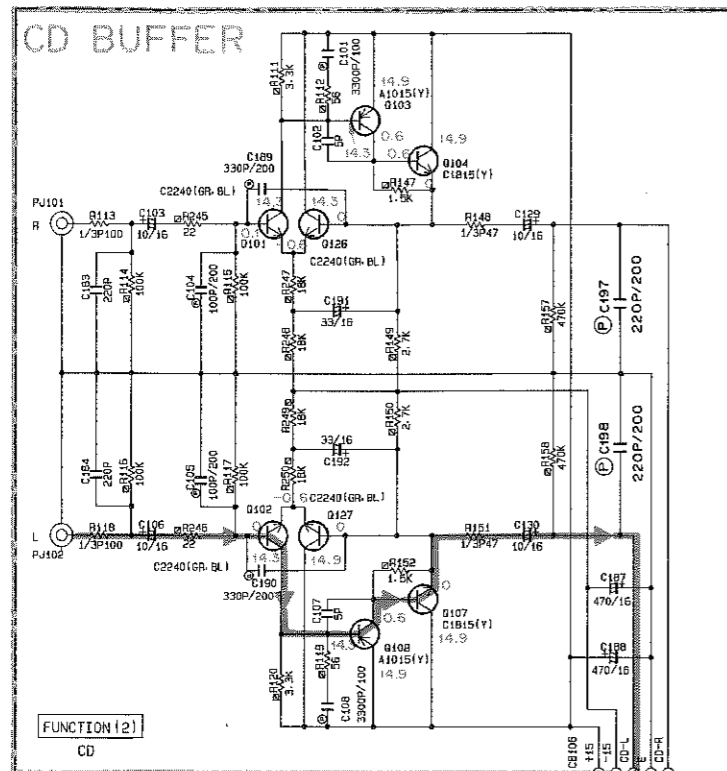 CD BUFFER
C101
3300P/100
R111
3.3K
R112
56
14.9
A1015(Y)
Q103
C102
5P
0.6
14.9
14.3
0.6
Q104
C1815(Y)
C189
330P/200
C2240(GR,BL)
R147
1.5K
0
PJ101
R
R113
1/3P100
C103
10/16
R245
22
14.3
14.3
0
Q101
0.6
Q126
C2240(GR,BL)
R148
1/3P47
C129
10/16
C183
220P
R114
100K
C104
100P/200
R115
100K
R247
18K
C191
33/16
R248
18K
R149
2.7K
R157
470K
P
C197
220P/200
R249
18K
R150
2.7K
33/16
C192
C184
220P
R116
100K
C105
100P/200
R117
100K
R250
18K
R158
470K
P
C198
220P/200
0.6
C2240(GR,BL)
Q102
Q127
0
0
L
PJ102
R118
1/3P100
C106
10/16
R246
22
C2240(GR,BL)
14.3
14.9
C190
330P/200
R151
1/3P47
C130
10/16
R152
1.5K
0
C107
5P
0.6
Q107
C1815(Y)
14.9
C187
470/16
14.3
Q108
A1015(Y)
14.9
R119
56
R120
3.3K
C108
3300P/100
C188
470/16
FUNCTION(2)
CD
CB106
+15
-15
CD-L
E
CD-R